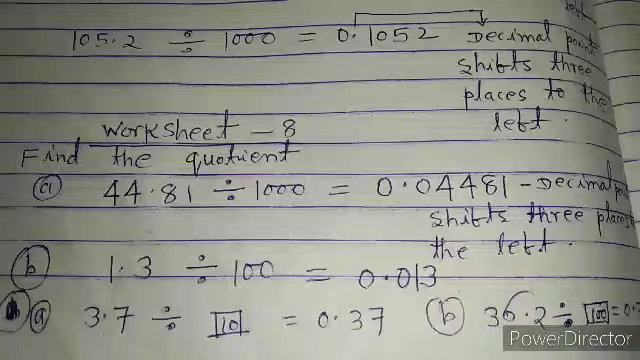 left
105.2 ÷ 1000 = 0.1052 Decimal point
shifts three
places to the
left.
Worksheet - 8
Find the quotient
(a) 44.81 ÷ 1000 = 0.04481 - Decimal
shifts three places
the left.
(b) 1.3 ÷ 100 = 0.013
(a) 3.7 ÷ 10 = 0.37 (b) 36.2 ÷ 100 = 0.
PowerDirector